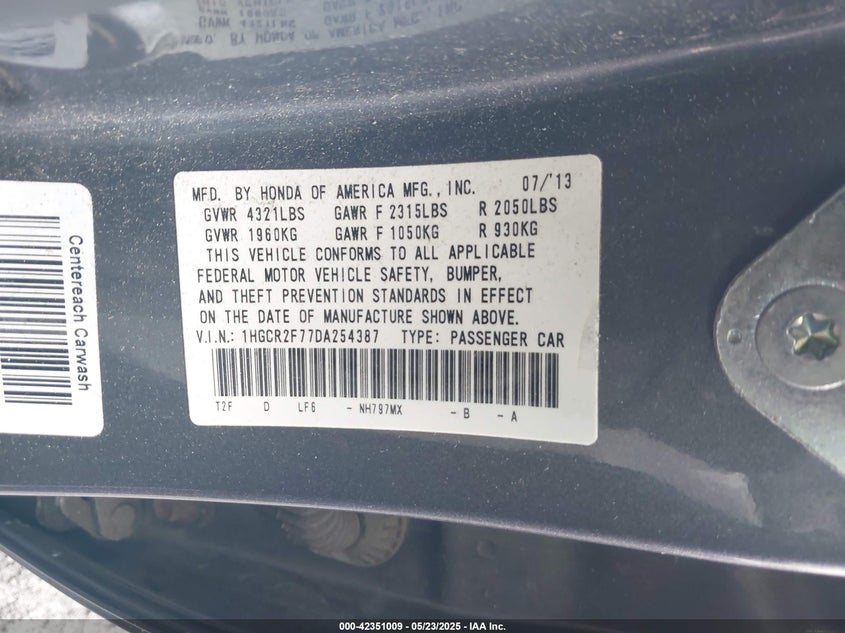 MFD. BY HONDA OF AMERICA MFG., INC. 07/'13
GVWR 4321LBS GAWR F 2315LBS R 2050LBS
GVWR 1960KG GAWR F 1050KG R 930KG
THIS VEHICLE CONFORMS TO ALL APPLICABLE
FEDERAL MOTOR VEHICLE SAFETY, BUMPER,
AND THEFT PREVENTION STANDARDS IN EFFECT
ON THE DATE OF MANUFACTURE SHOWN ABOVE.
V.I.N.: 1HGCR2F77DA254387 TYPE: PASSENGER CAR
T2F D LF6 - NH797MX - B - A
Centereach Carwash
000-42351009 - 05/23/2025 - IAA Inc.